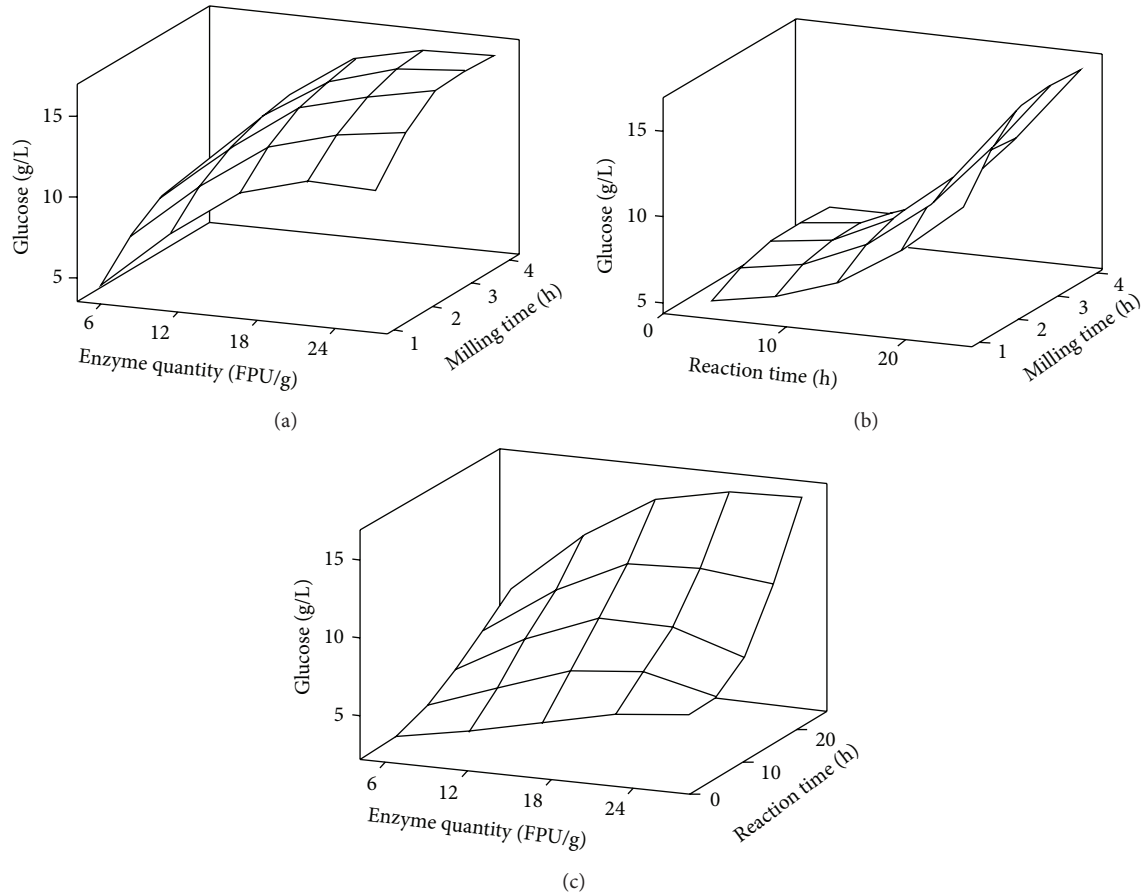 15
10
5
Glucose (g/L)
6
12
18
24
Enzyme quantity (FPU/g)
1
2
3
4
Milling time (h)
(a)
15
10
5
Glucose (g/L)
0
10
20
Reaction time (h)
1
2
3
4
Milling time (h)
(b)
15
10
5
Glucose (g/L)
6
12
18
24
Enzyme quantity (FPU/g)
0
10
20
Reaction time (h)
(c)